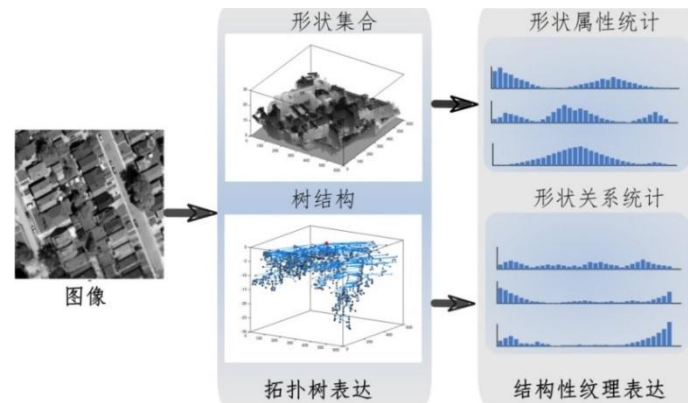 形状集合
形状属性统计
树结构
形状关系统计
图像
拓扑树表达
结构性纹理表达